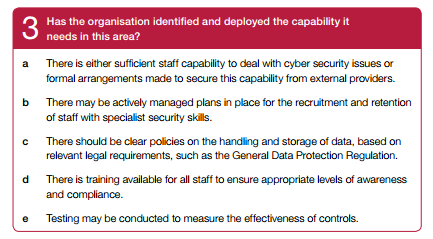 3 Has the organisation identified and deployed the capability it
needs in this area?
a There is either sufficient staff capability to deal with cyber security issues or
formal arrangements made to secure this capability from external providers.
b There may be actively managed plans in place for the recruitment and retention
of staff with specialist security skills.
c There should be clear policies on the handling and storage of data, based on
relevant legal requirements, such as the General Data Protection Regulation.
d There is training available for all staff to ensure appropriate levels of awareness
and compliance.
e Testing may be conducted to measure the effectiveness of controls.